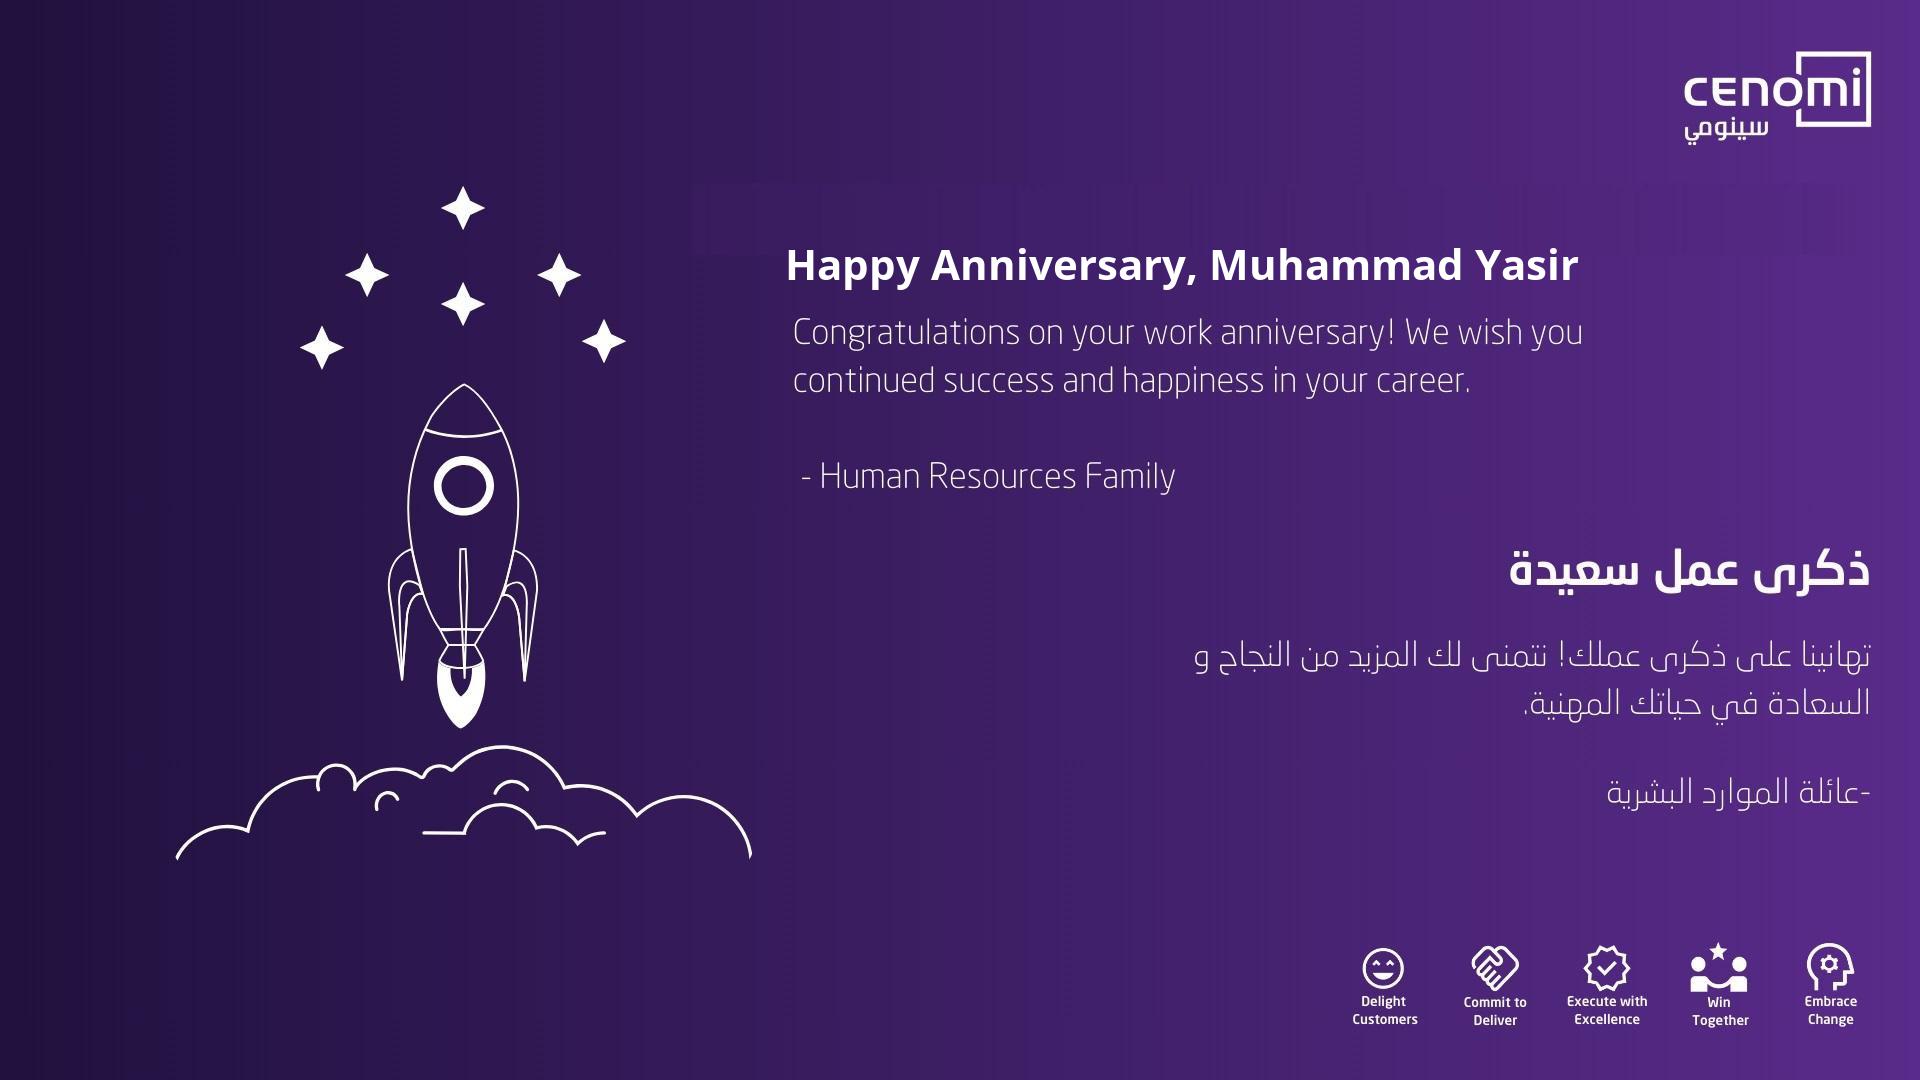 cenomi
سينومي
Happy Anniversary, Muhammad Yasir
Congratulations on your work anniversary! We wish you
continued success and happiness in your career.
- Human Resources Family
ذكرى عمل سعيدة
تهانينا على ذكرى عملك! نتمنى لك المزيد من النجاح و
السعادة في حياتك المهنية.
-عائلة الموارد البشرية
Delight
Customers
Commit to
Deliver
Execute with
Excellence
Win
Together
Embrace
Change